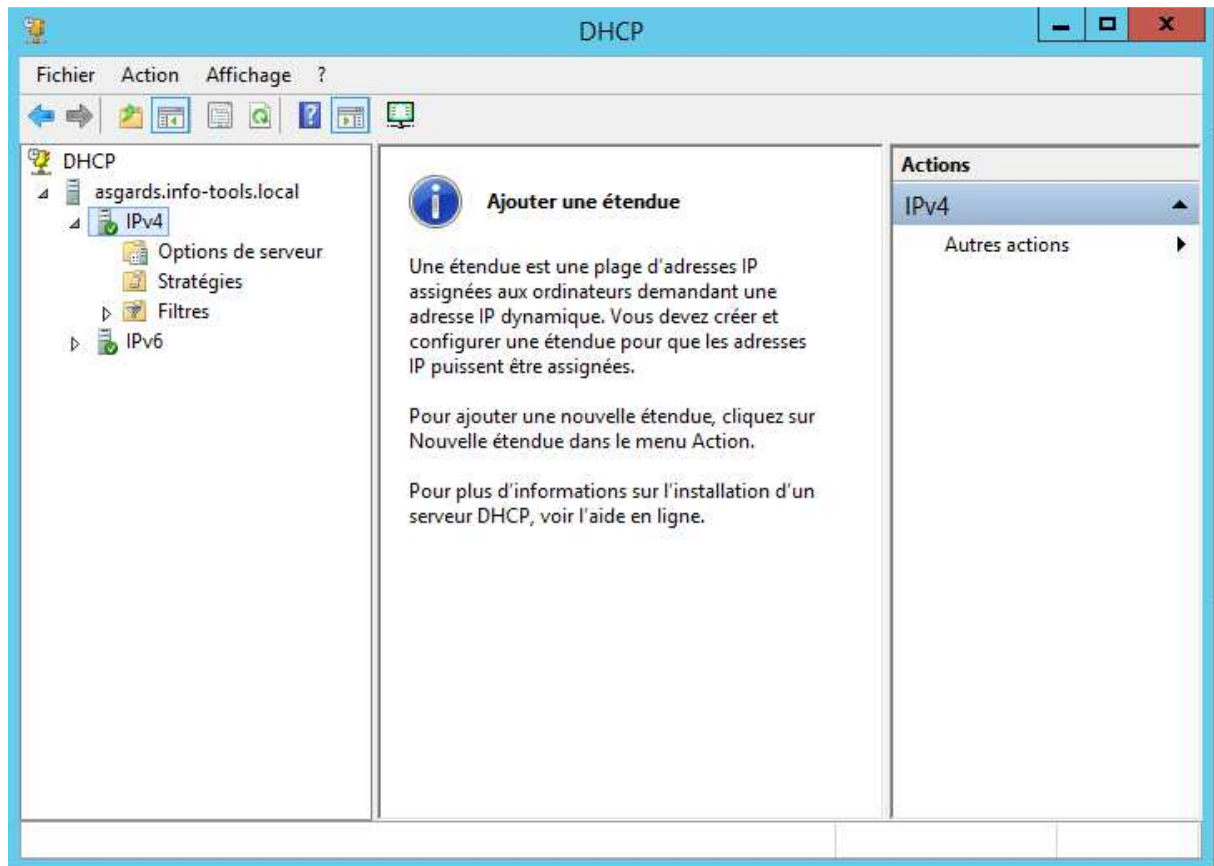 DHCP
Fichier Action Affichage ?
DHCP
asgards.info-tools.local
IPv4
Options de serveur
Stratégies
Filtres
IPv6
Ajouter une étendue
Une étendue est une plage d'adresses IP
assignées aux ordinateurs demandant une
adresse IP dynamique. Vous devez créer et
configurer une étendue pour que les adresses
IP puissent être assignées.
Pour ajouter une nouvelle étendue, cliquez sur
Nouvelle étendue dans le menu Action.
Pour plus d'informations sur l'installation d'un
serveur DHCP, voir l'aide en ligne.
Actions
IPv4
Autres actions